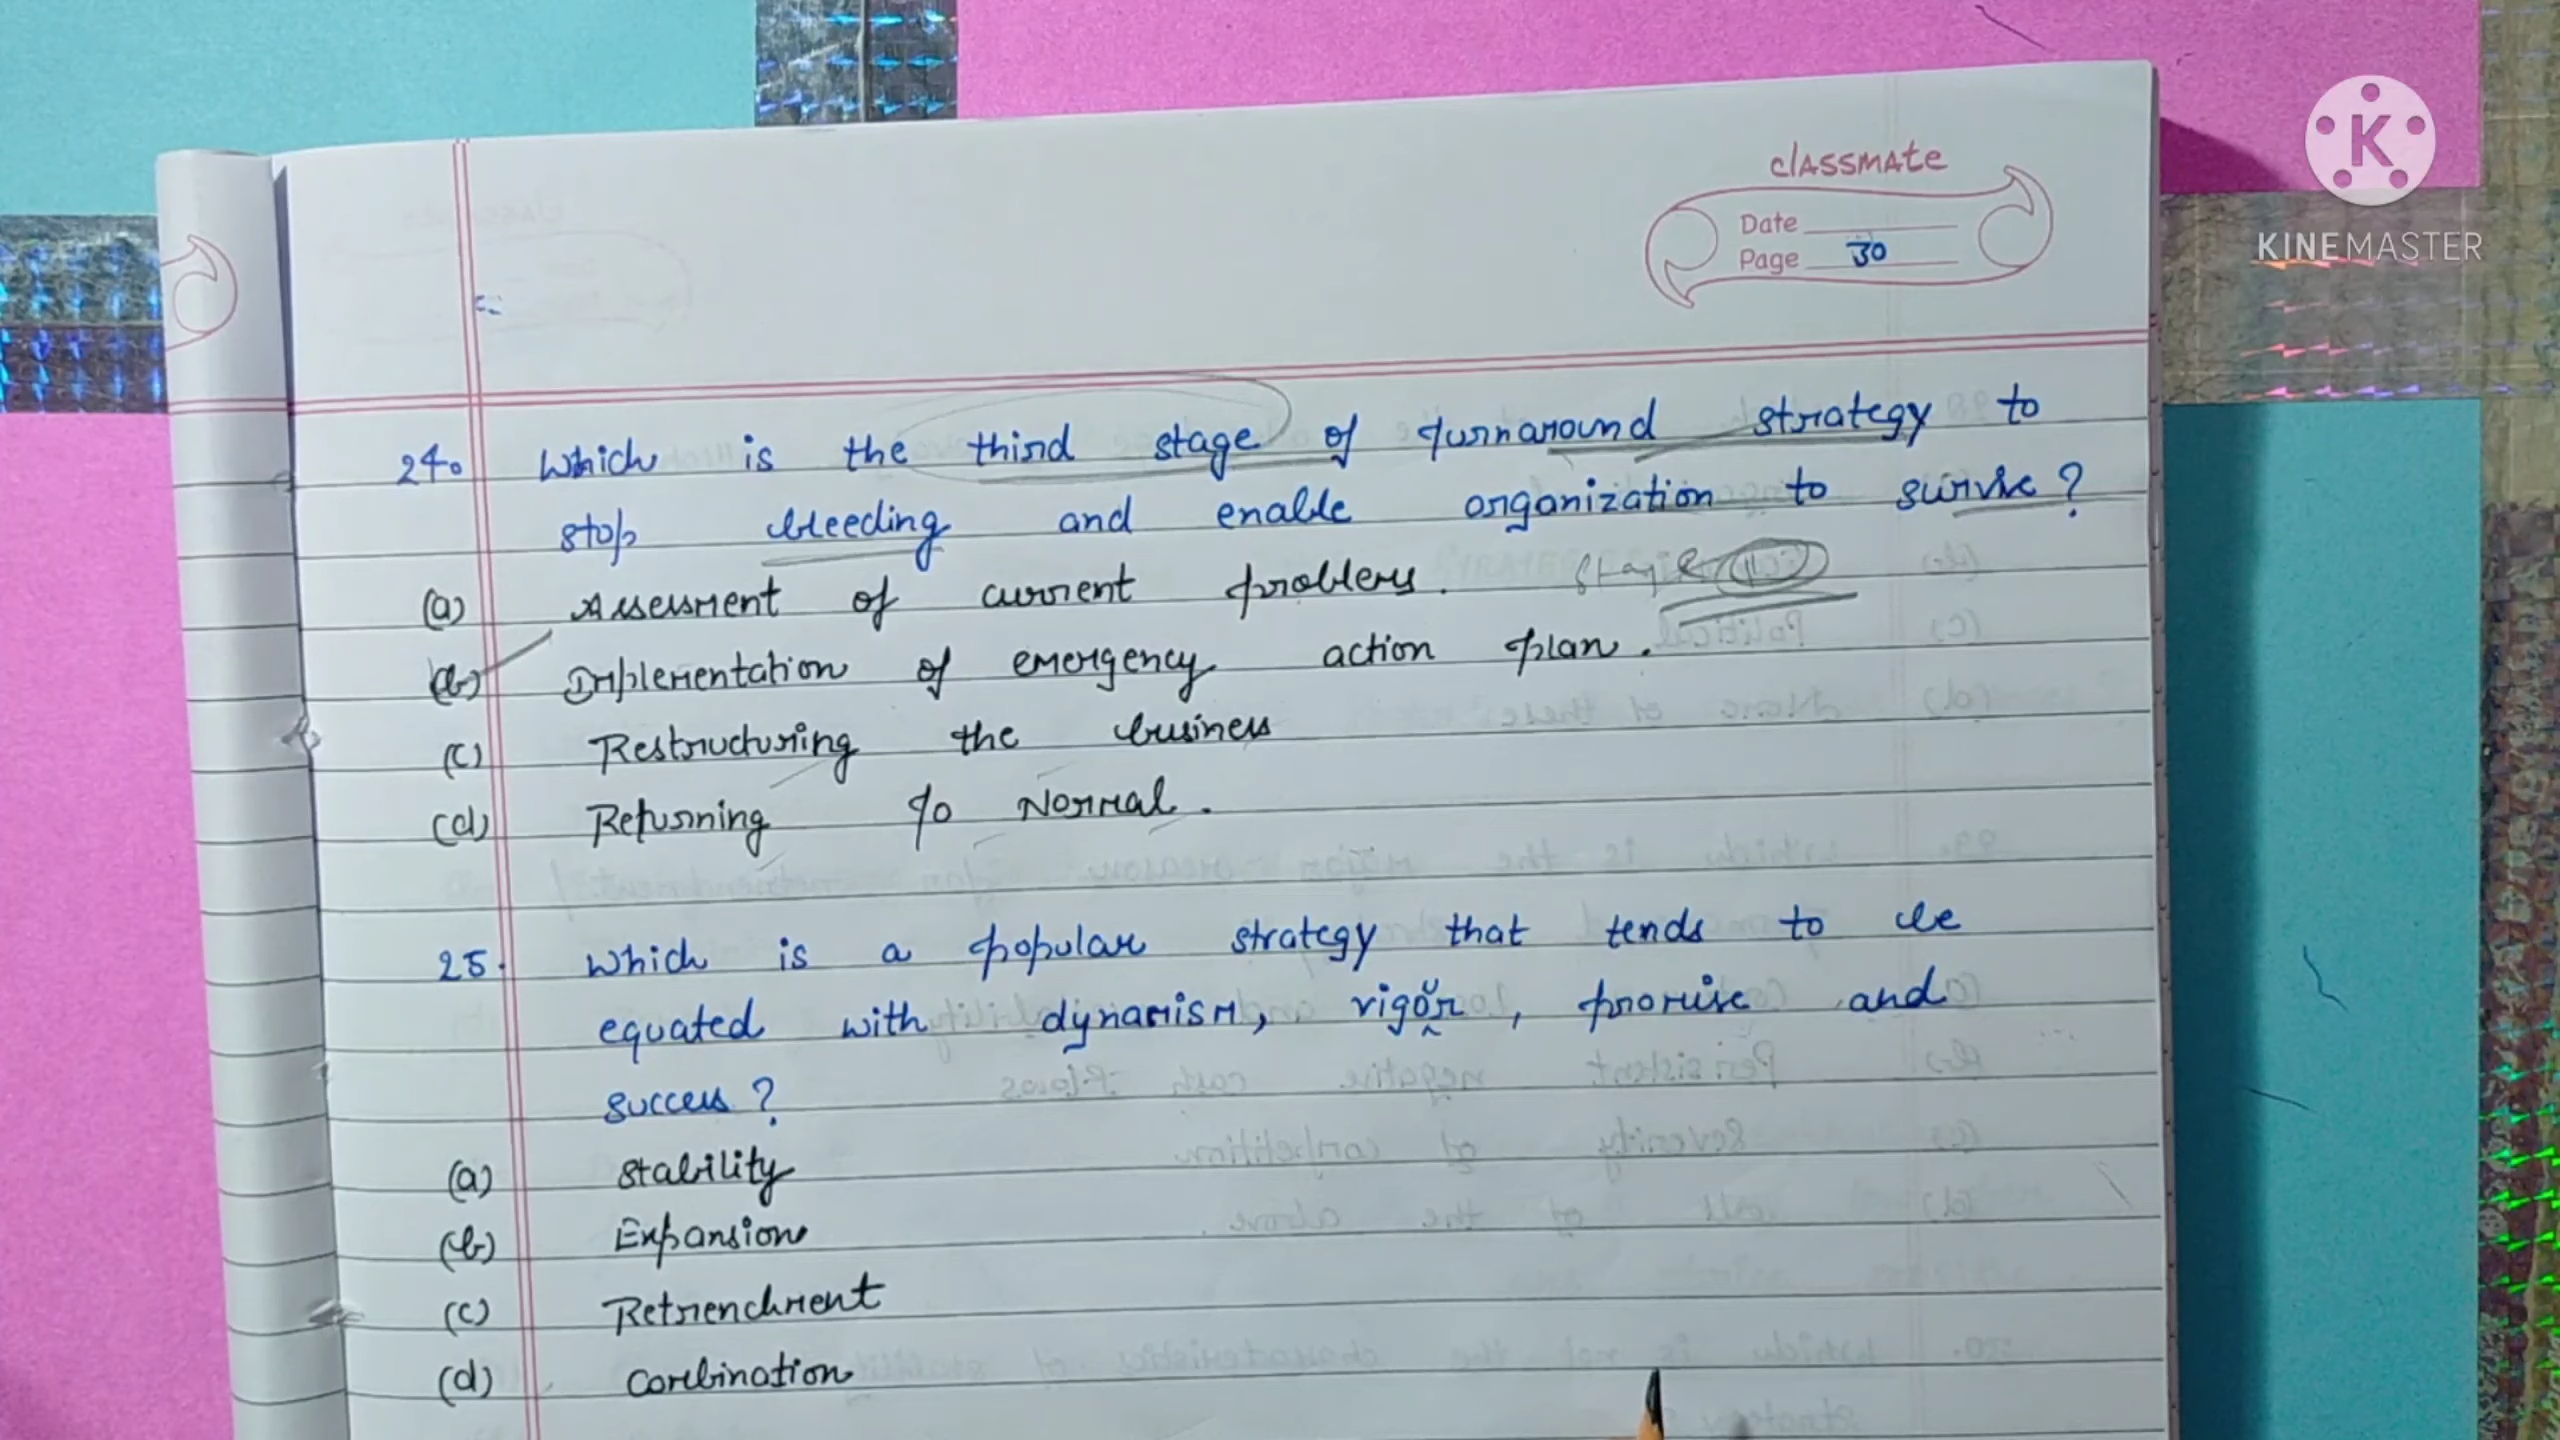 KINEMASTER
classmate
Date
Page 30
24. Which is the third stage of turnaround strategy to
stop bleeding and enable organization to survive?
(a) Assessment of current problems. Stage
(b) Implementation of emergency action plan.
(c) Restructuring the business
(d) Returning to Normal.
25. Which is a popular strategy that tends to be
equated with dynamism, rigour, promise and
success?
(a) Stability
(b) Expansion
(c) Retrenchment
(d) Combination